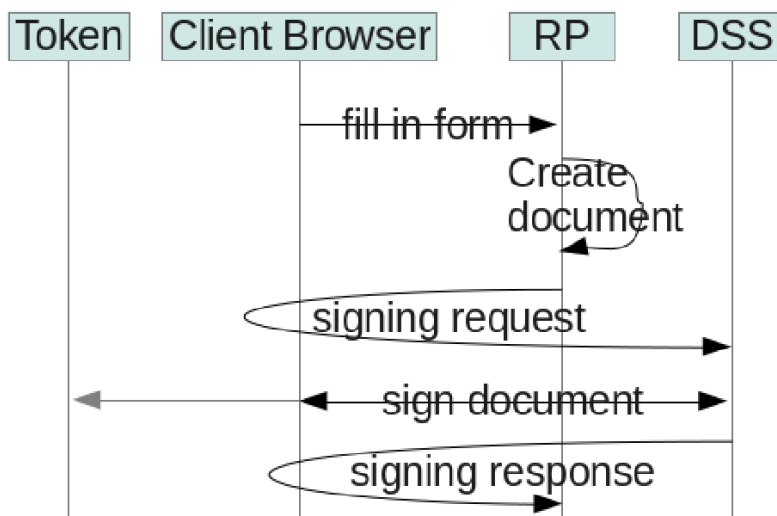 Token
Client Browser
RP
DSS
fill in form
Create
document
signing request
sign document
signing response